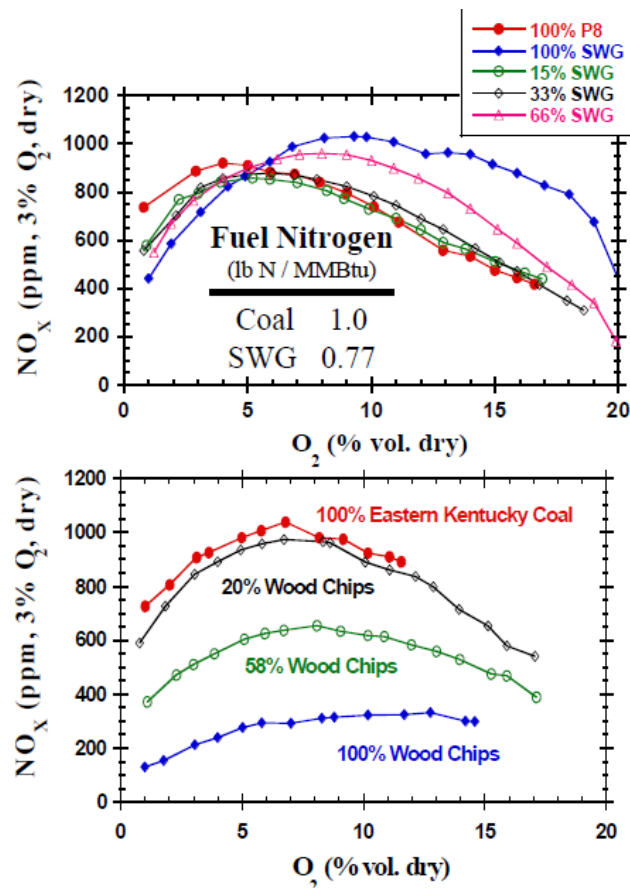 100% P8
100% SWG
15% SWG
33% SWG
66% SWG
1200
1000
800
600
400
200
0
NOX (ppm, 3% O2, dry)
Fuel Nitrogen
(lb N / MMBtu)
Coal 1.0
SWG 0.77
0 5 10 15 20
O2 (% vol. dry)
1200
1000
800
600
400
200
0
NOX (ppm, 3% O2, dry)
100% Eastern Kentucky Coal
20% Wood Chips
58% Wood Chips
100% Wood Chips
0 5 10 15 20
O2 (% vol. dry)